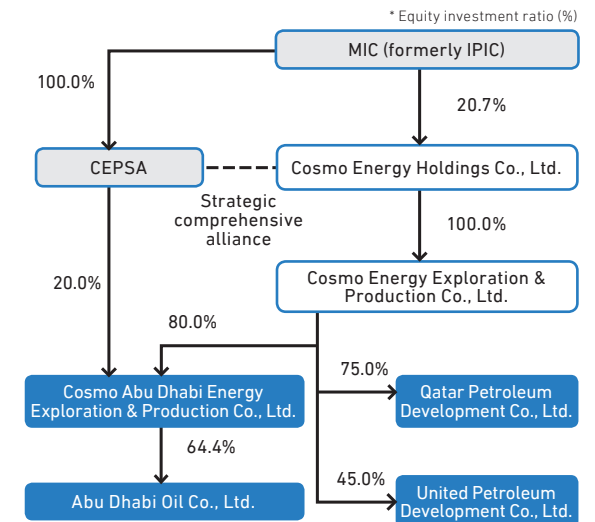 * Equity investment ratio (%)
MIC (formerly IPIC)
100.0%
20.7%
CEPSA
Cosmo Energy Holdings Co., Ltd.
Strategic
comprehensive
alliance
100.0%
20.0%
Cosmo Energy Exploration &
Production Co., Ltd.
80.0%
75.0%
Cosmo Abu Dhabi Energy
Exploration & Production Co., Ltd.
Qatar Petroleum
Development Co., Ltd.
64.4%
45.0%
Abu Dhabi Oil Co., Ltd.
United Petroleum
Development Co., Ltd.